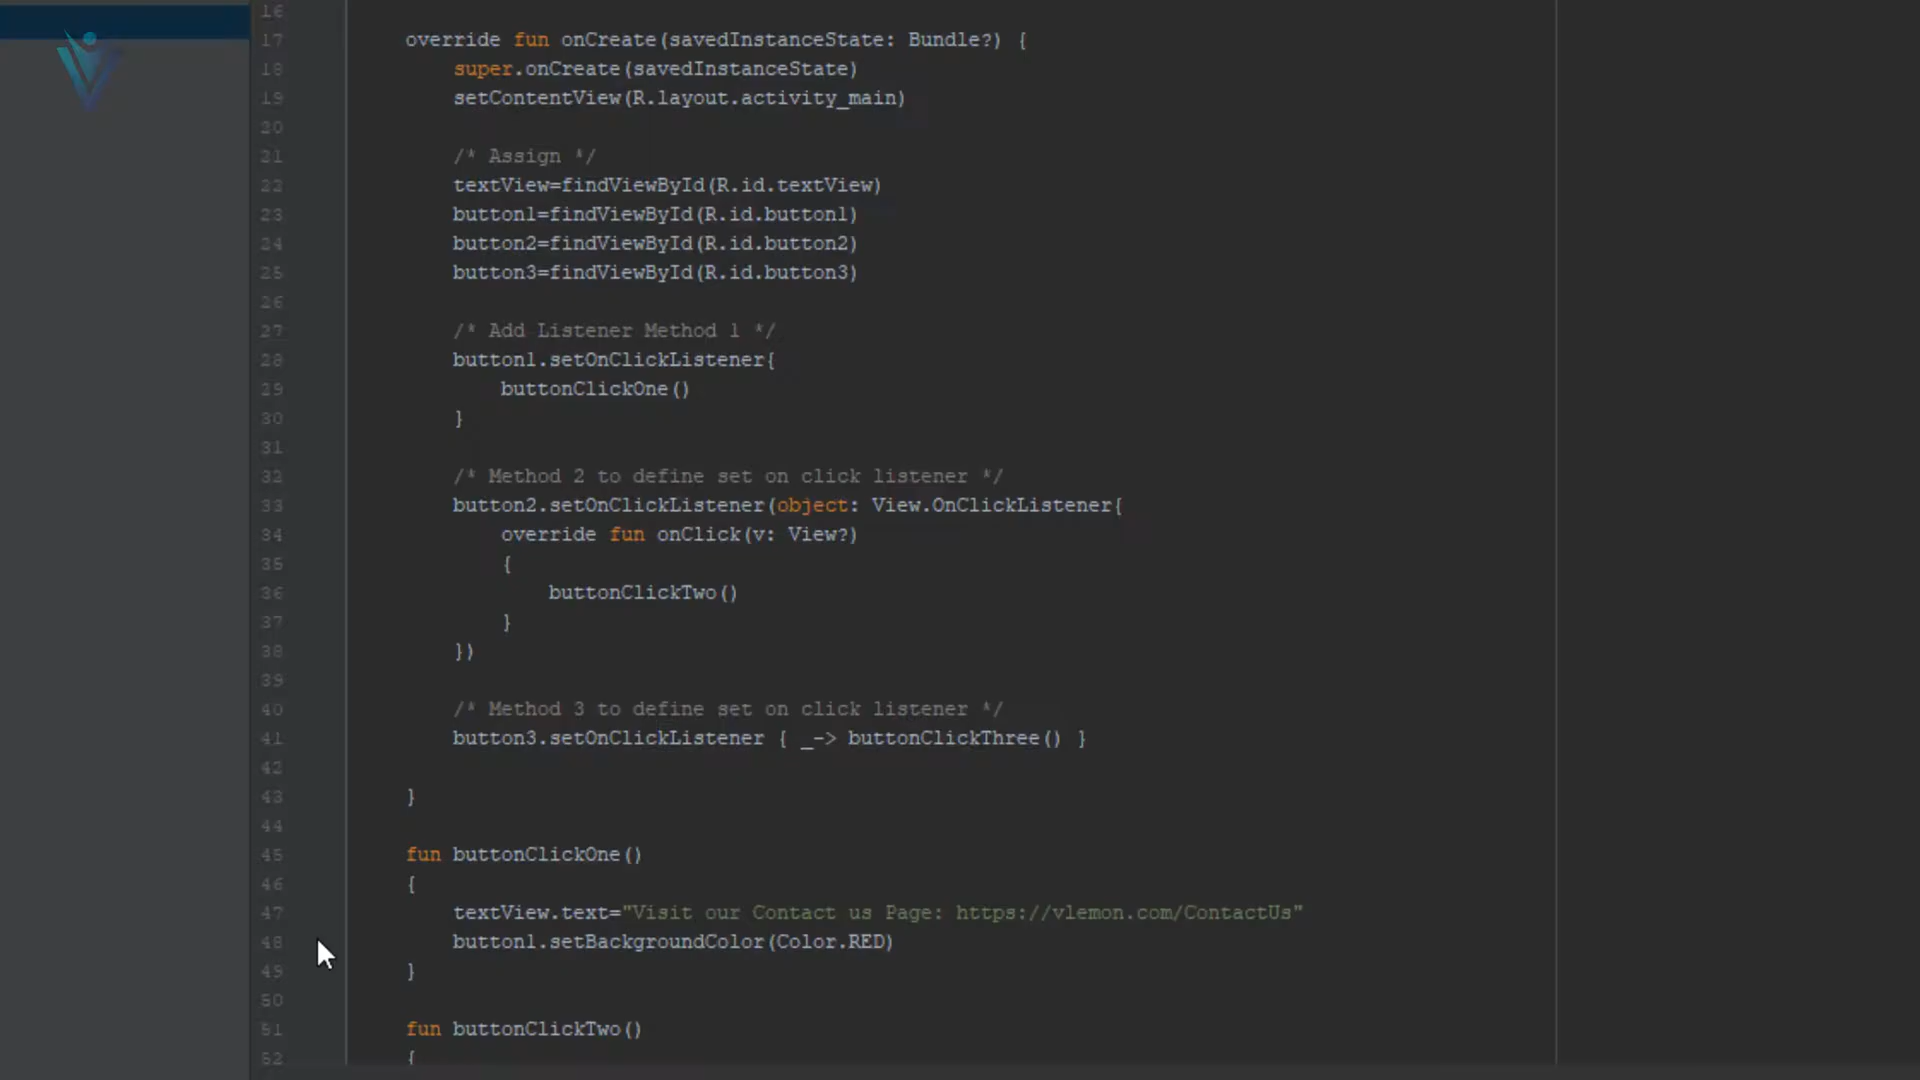 16
17 override fun onCreate(savedInstanceState: Bundle?) {
18 super.onCreate(savedInstanceState)
19 setContentView(R.layout.activity_main)
20
21 /* Assign */
22 textView=findViewById(R.id.textView)
23 button1=findViewById(R.id.button1)
24 button2=findViewById(R.id.button2)
25 button3=findViewById(R.id.button3)
26
27 /* Add Listener Method 1 */
28 button1.setOnClickListener{
29 buttonClickOne()
30 }
31
32 /* Method 2 to define set on click listener */
33 button2.setOnClickListener(object: View.OnClickListener{
34 override fun onClick(v: View?)
35 {
36 buttonClickTwo()
37 }
38 })
39
40 /* Method 3 to define set on click listener */
41 button3.setOnClickListener { _-> buttonClickThree() }
42
43 }
44
45 fun buttonClickOne()
46 {
47 textView.text="Visit our Contact us Page: https://vlemon.com/ContactUs"
48 button1.setBackgroundColor(Color.RED)
49 }
50
51 fun buttonClickTwo()
52 {